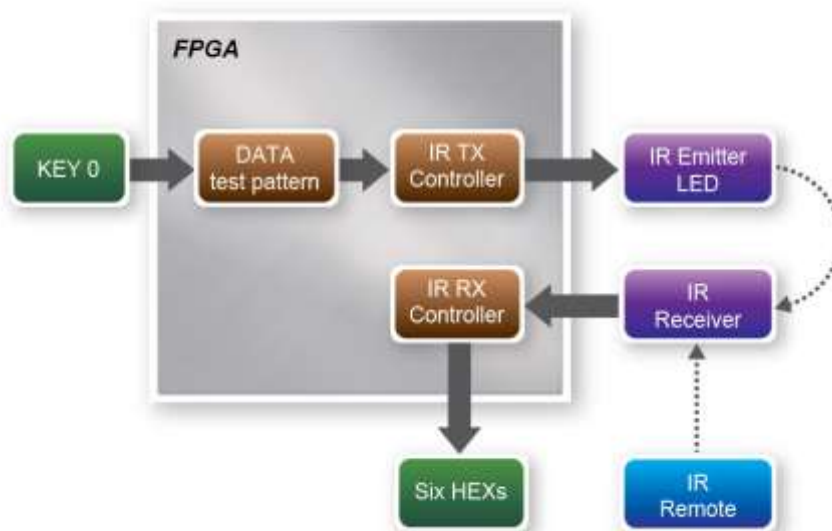 FPGA
KEY 0
DATA
test pattern
IR TX
Controller
IR Emitter
LED
IR RX
Controller
IR
Receiver
Six HEXs
IR
Remote